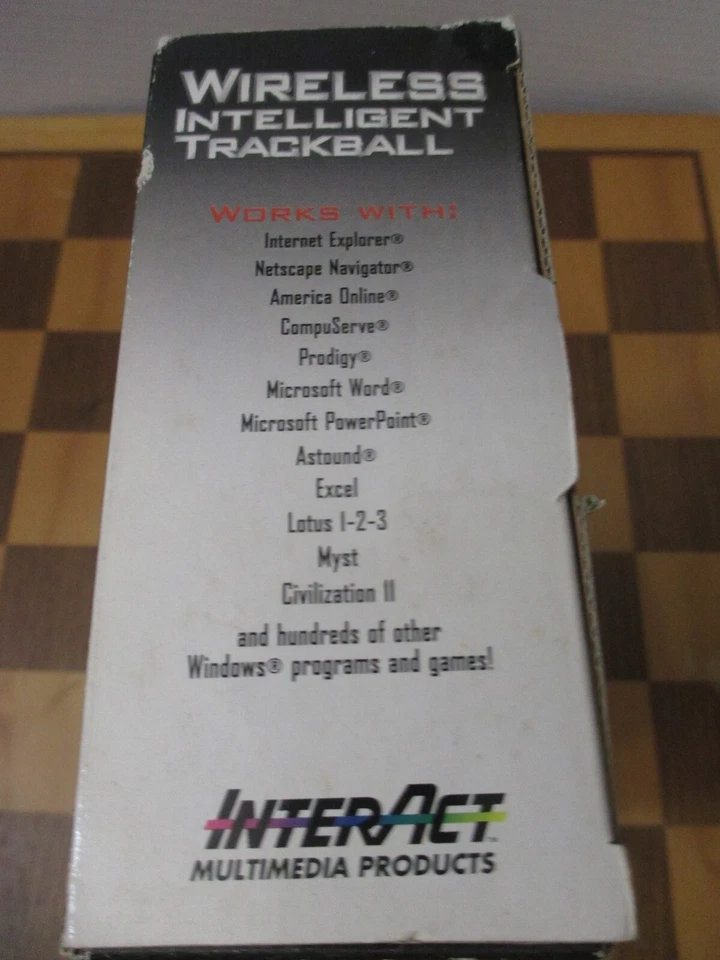 WIRELESS
INTELLIGENT
TRACKBALL
WORKS WITH:
Internet Explorer®
Netscape Navigator®
America Online®
CompuServe®
Prodigy®
Microsoft Word®
Microsoft PowerPoint®
Astound®
Excel
Lotus 1-2-3
Myst
Civilization II
and hundreds of other
Windows® programs and games!
INTERACT™
MULTIMEDIA PRODUCTS